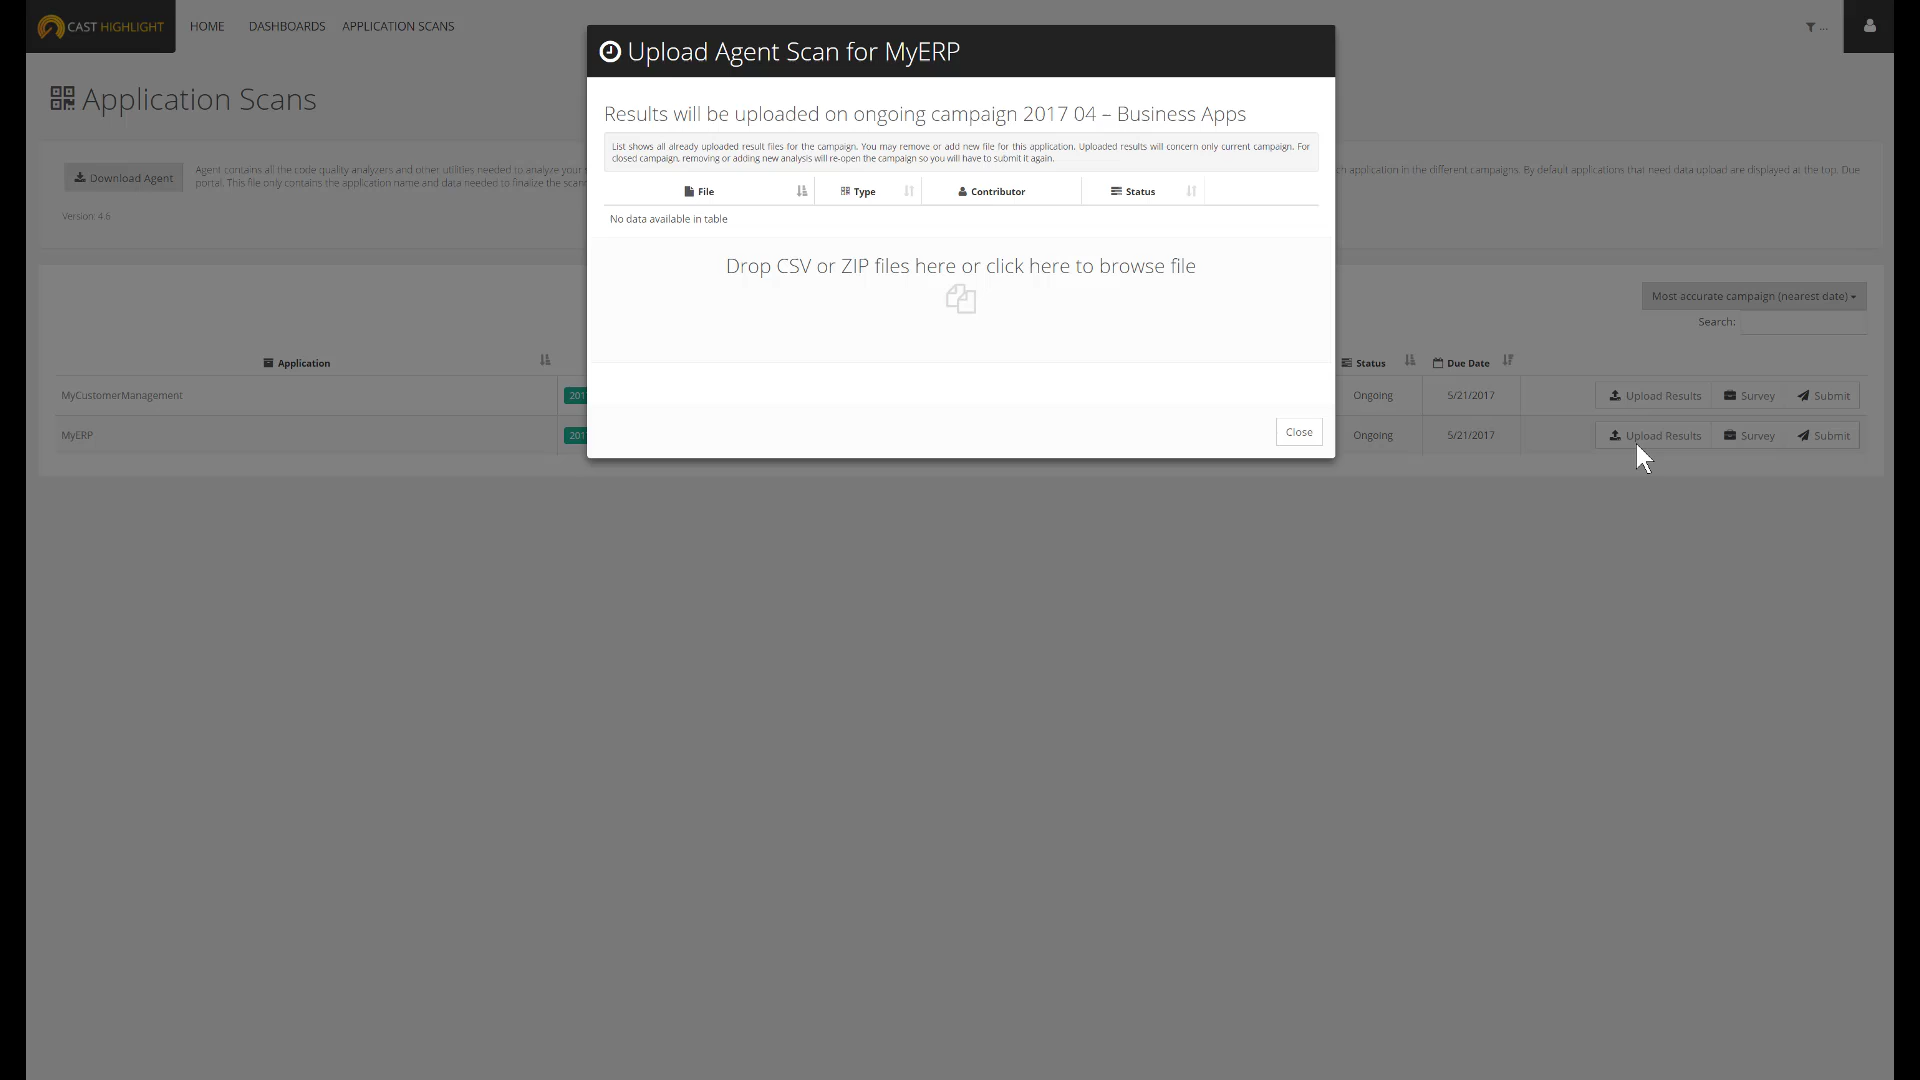 CAST HIGHLIGHT
HOME
DASHBOARDS
APPLICATION SCANS
...
Application Scans
Download Agent
Version: 4.6
Agent contains all the code quality analyzers and other utilities needed to analyze your
portal. This file only contains the application name and data needed to finalize the scan
application in the different campaigns. By default applications that need data upload are displayed at the top. Due
Most accurate campaign (nearest date)
Search:
Application
Status
Due Date
MyCustomerManagement
201
Ongoing
5/21/2017
Upload Results
Survey
Submit
MyERP
201
Ongoing
5/21/2017
Upload Results
Survey
Submit
Upload Agent Scan for MyERP
Results will be uploaded on ongoing campaign 2017 04 – Business Apps
List shows all already uploaded result files for the campaign. You may remove or add new file for this application. Uploaded results will concern only current campaign. For
closed campaign, removing or adding new analysis will re-open the campaign so you will have to submit it again.
File
Type
Contributor
Status
No data available in table
Drop CSV or ZIP files here or click here to browse file
Close